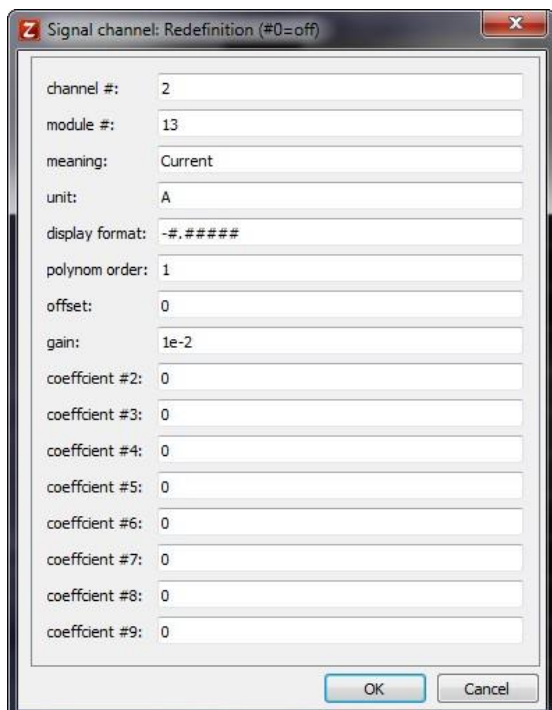 Z Signal channel: Redefinition (#0=off)
channel #: 2
module #: 13
meaning: Current
unit: A
display format: -#.#####
polynom order: 1
offset: 0
gain: 1e-2
coeffcient #2: 0
coeffcient #3: 0
coeffcient #4: 0
coeffcient #5: 0
coeffcient #6: 0
coeffcient #7: 0
coeffcient #8: 0
coeffcient #9: 0
OK Cancel